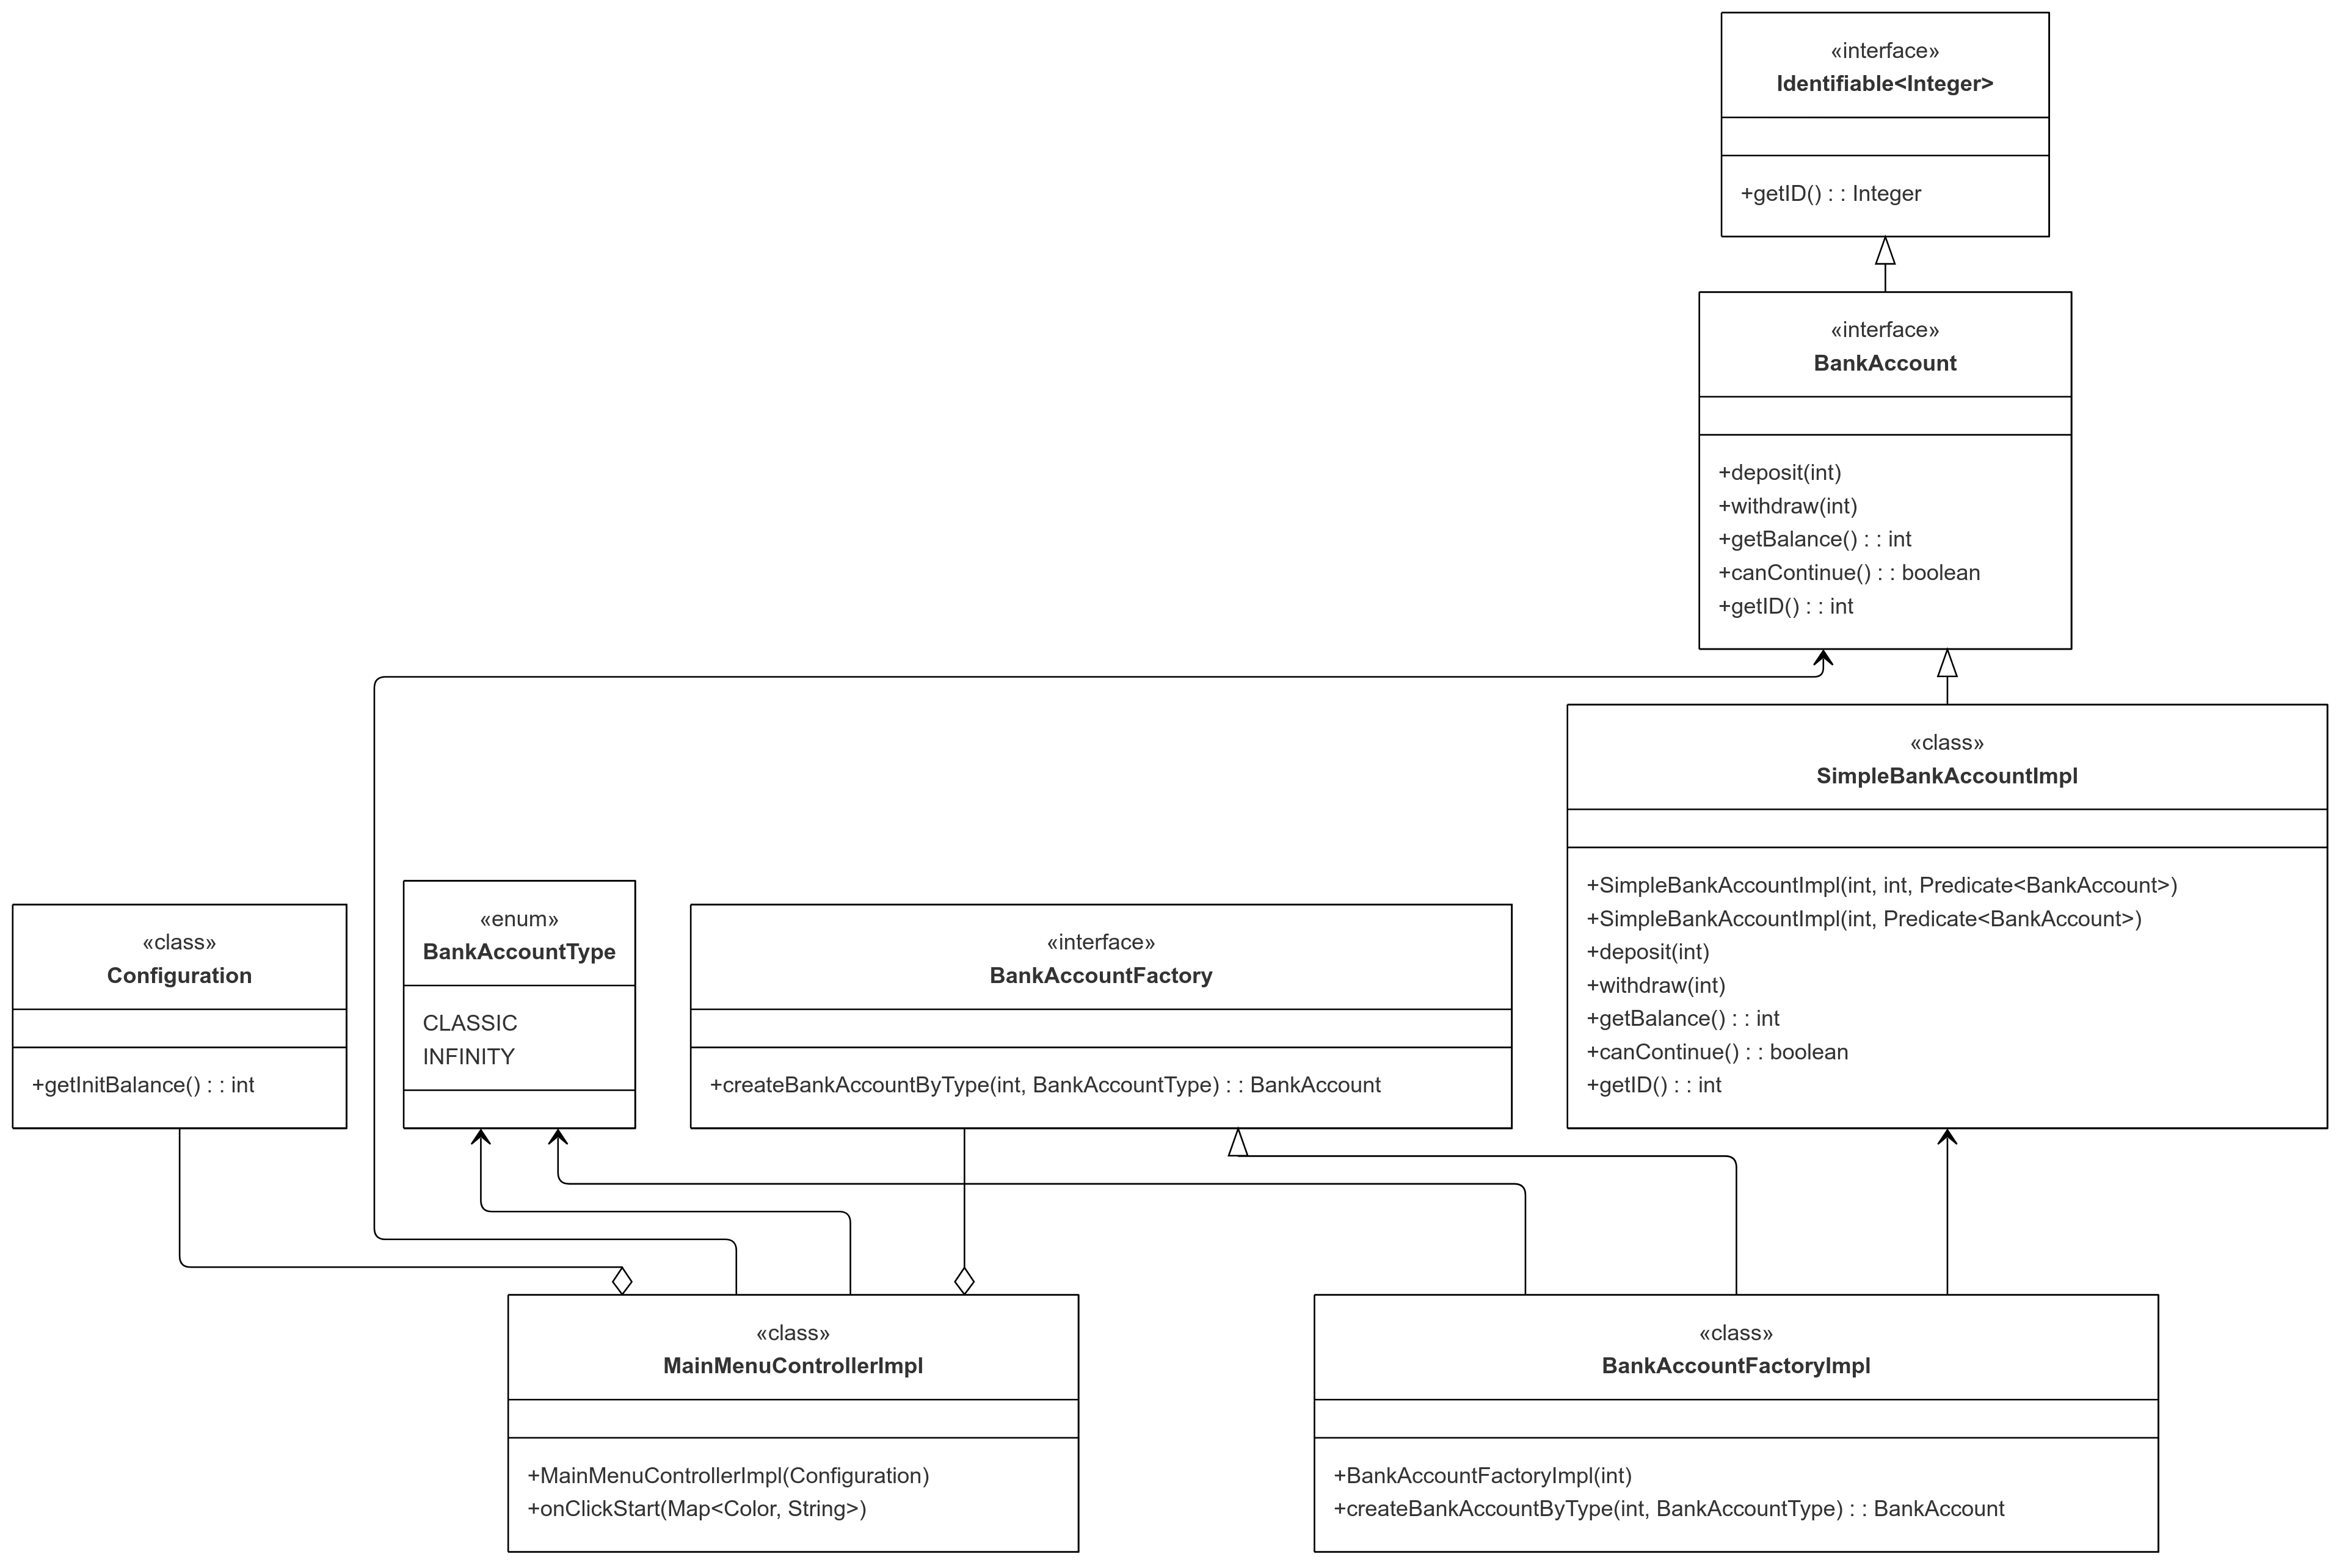 «interface»
Identifiable<Integer>
+getID() : : Integer
«interface»
BankAccount
+deposit(int)
+withdraw(int)
+getBalance() : : int
+canContinue() : : boolean
+getID() : : int
«class»
SimpleBankAccountImpl
+SimpleBankAccountImpl(int, int, Predicate<BankAccount>)
+SimpleBankAccountImpl(int, Predicate<BankAccount>)
+deposit(int)
+withdraw(int)
+getBalance() : : int
+canContinue() : : boolean
+getID() : : int
«class»
Configuration
+getInitBalance() : : int
«enum»
BankAccountType
CLASSIC
INFINITY
«interface»
BankAccountFactory
+createBankAccountByType(int, BankAccountType) : : BankAccount
«class»
MainMenuControllerImpl
+MainMenuControllerImpl(Configuration)
+onClickStart(Map<Color, String>)
«class»
BankAccountFactoryImpl
+BankAccountFactoryImpl(int)
+createBankAccountByType(int, BankAccountType) : : BankAccount